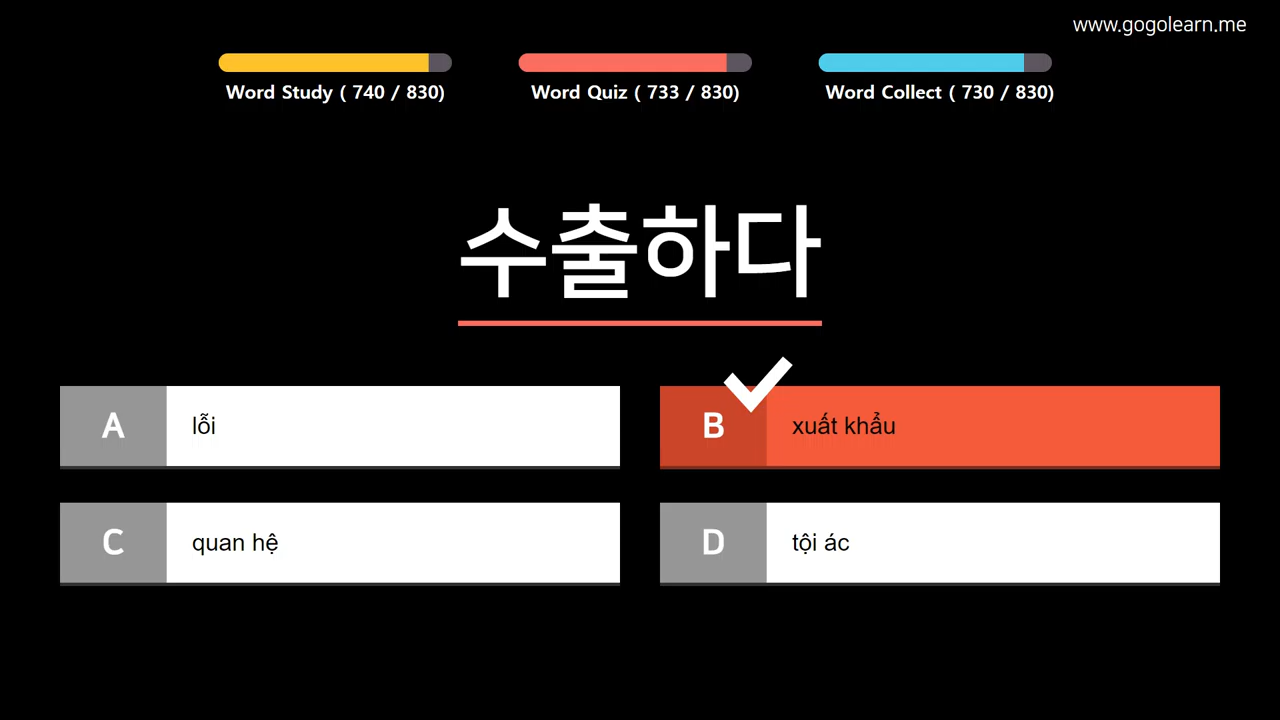 www.gogolearn.me
Word Study ( 740 / 830)
Word Quiz ( 733 / 830)
Word Collect ( 730 / 830)
수출하다
A lỗi
B xuất khẩu
C quan hệ
D tội ác